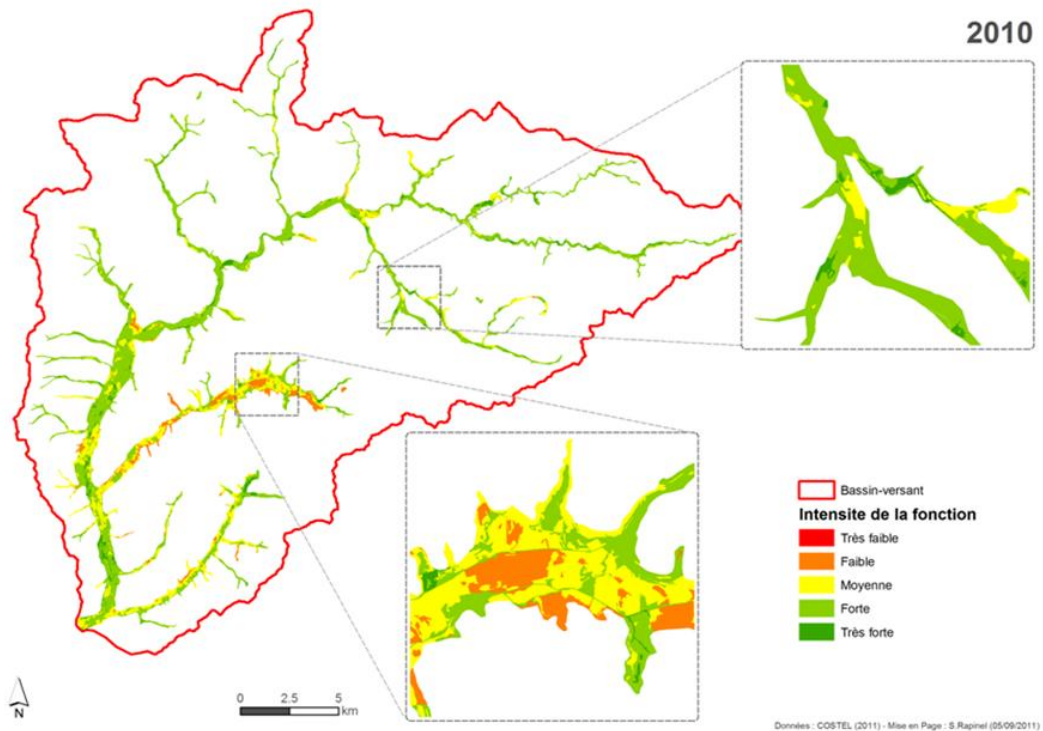 2010
Bassin-versant
Intensite de la fonction
Très faible
Faible
Moyenne
Forte
Très forte
N
0 2.5 5
km
Données : COSTEL (2011) - Mise en Page : S.Rapinel (05/09/2011)